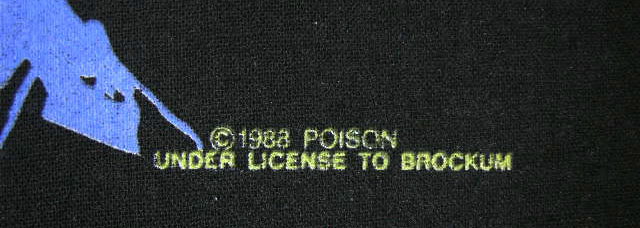 ©1988 POISON
UNDER LICENSE TO BROCKUM